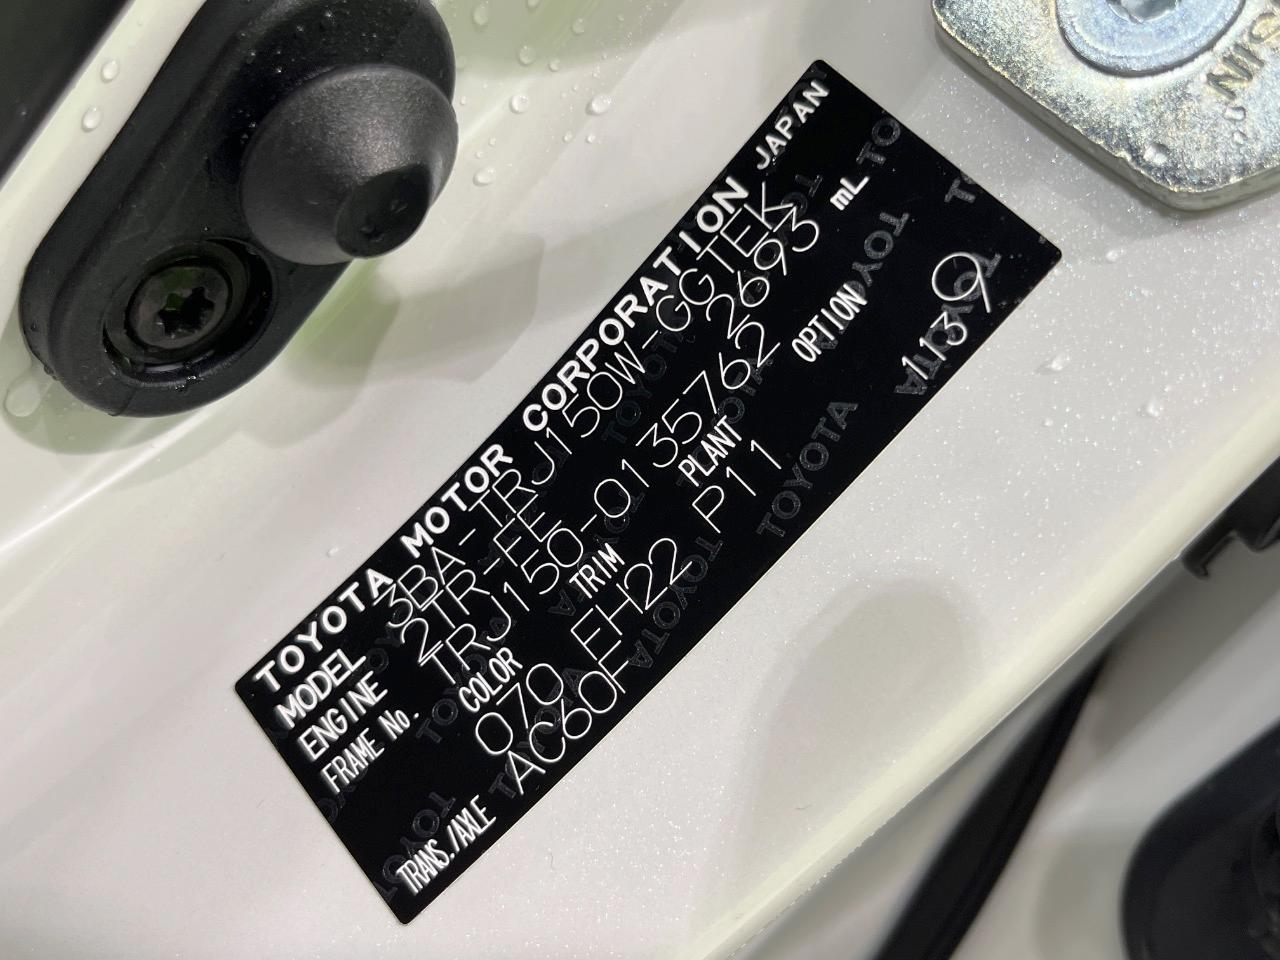 TOYOTA MOTOR CORPORATION JAPAN
MODEL 3BA-TRJ150W-GGTEK
ENGINE 2TR-FE 2693 mL
FRAME No. TRJ150-0135762
COLOR TRIM PLANT OPTION
070 EH22 P11
TRANS./AXLE AC60F
1139